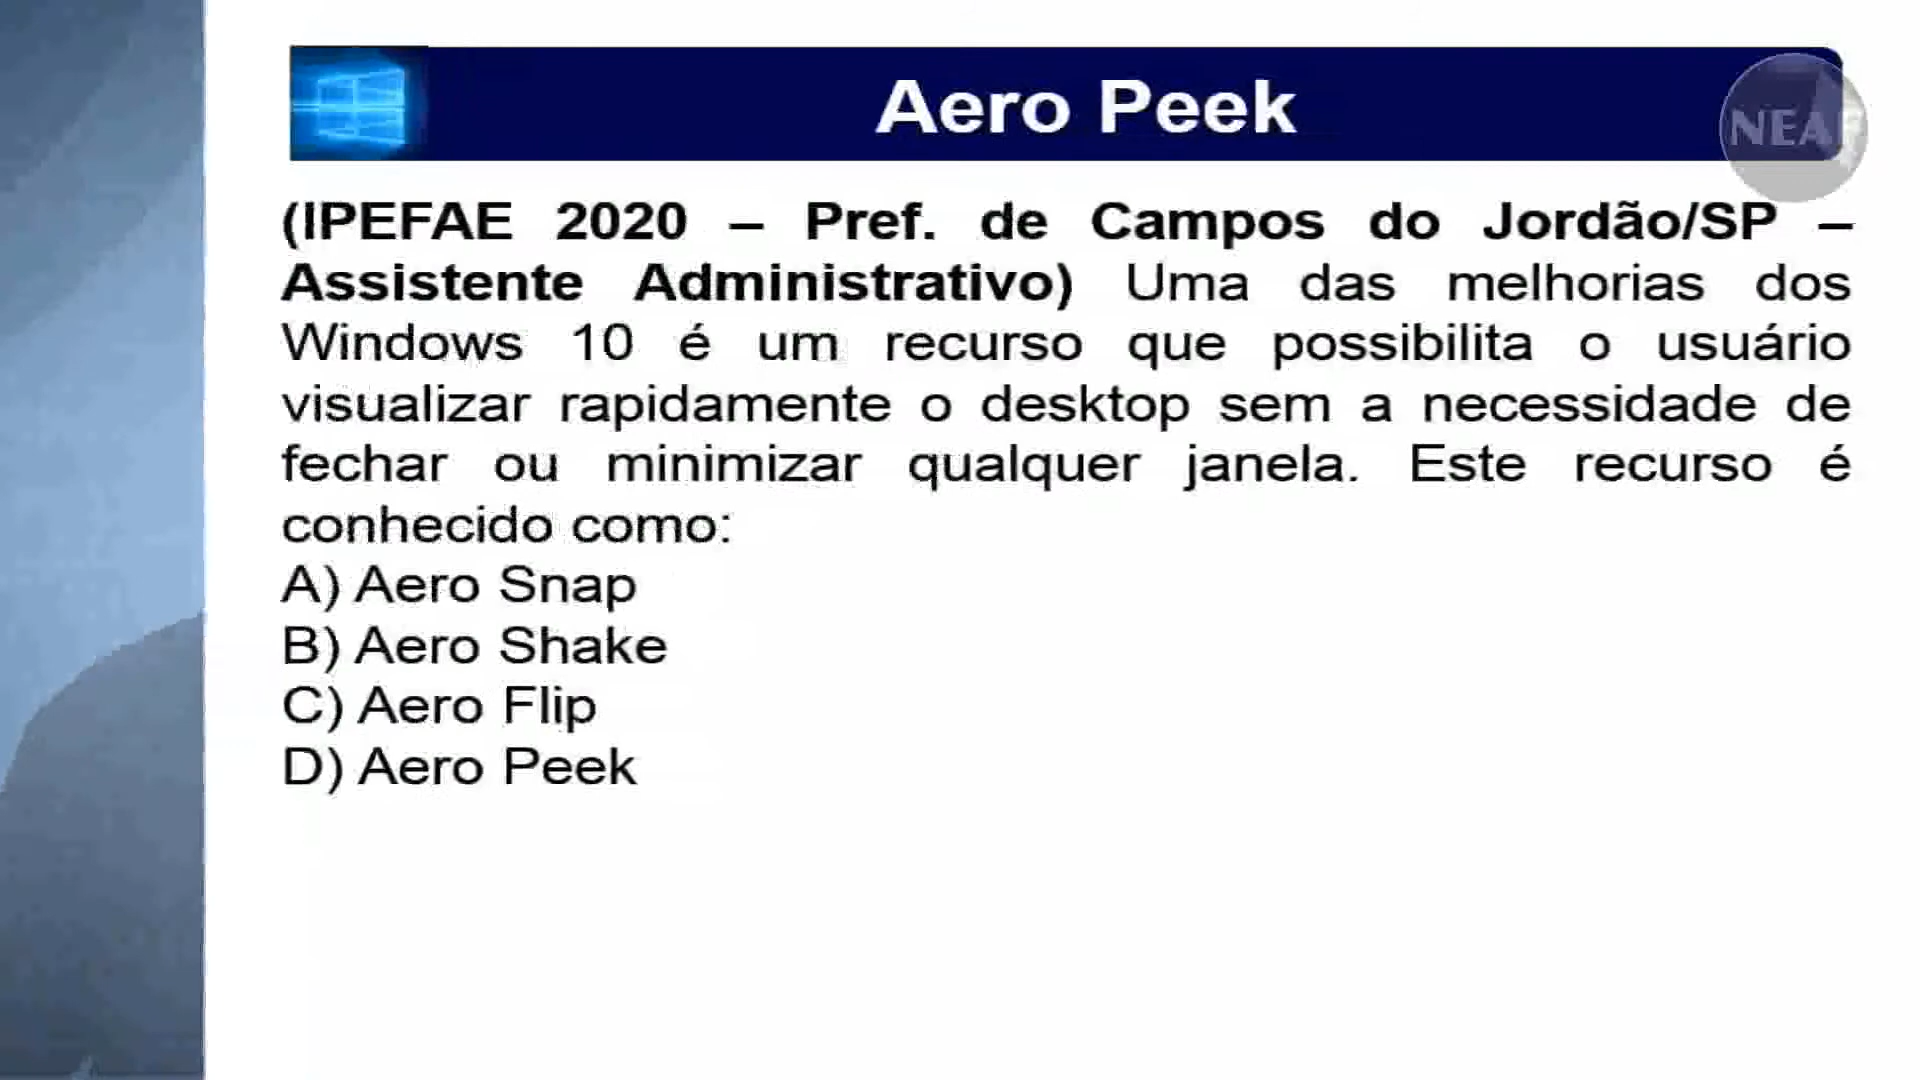 Aero Peek
NEAF
(IPEFAE 2020 – Pref. de Campos do Jordão/SP –
Assistente Administrativo) Uma das melhorias dos
Windows 10 é um recurso que possibilita o usuário
visualizar rapidamente o desktop sem a necessidade de
fechar ou minimizar qualquer janela. Este recurso é
conhecido como:
A) Aero Snap
B) Aero Shake
C) Aero Flip
D) Aero Peek